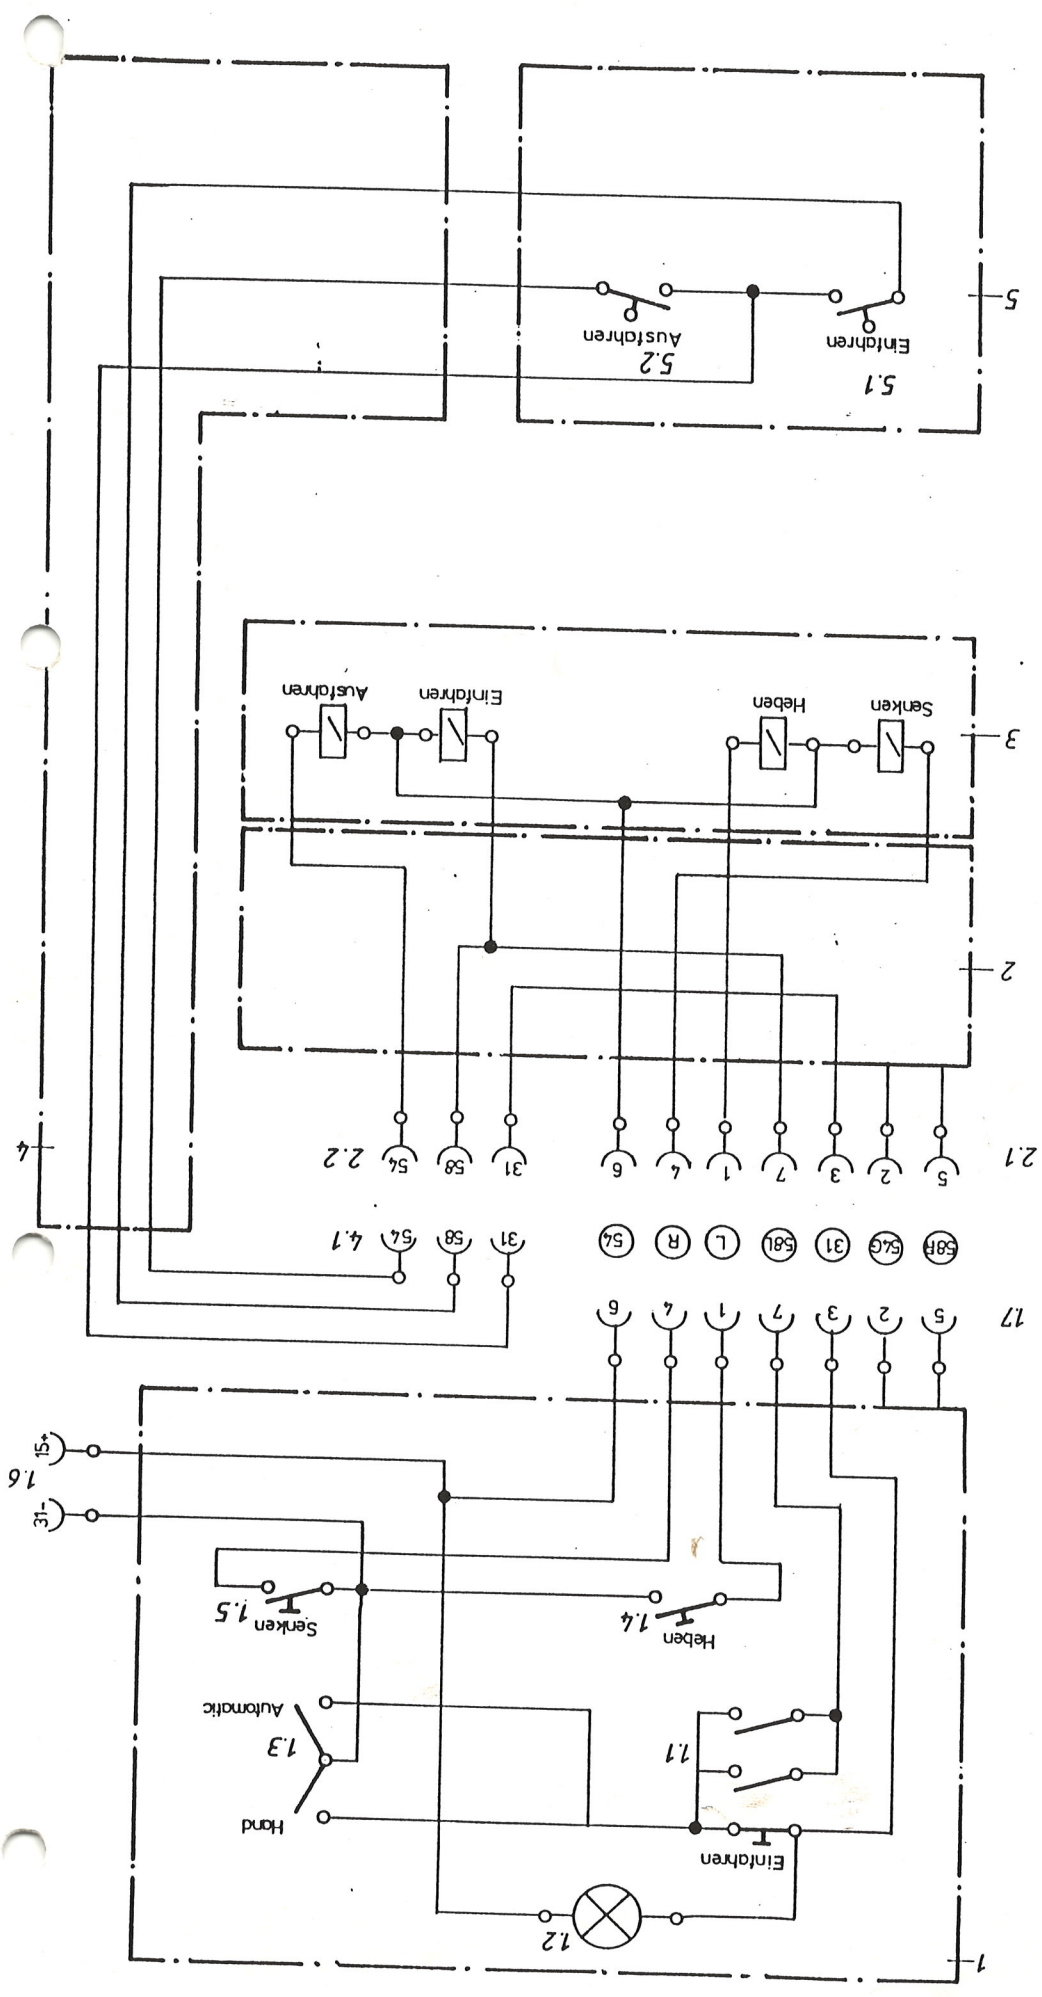 1
1.2
Einfahren
Hand
1.1
1.3
Automatic
Heben
1.4
Senken
1.5
31-
1.6
15+
1.7 5 2 3 7 1 4 6
58R 54G 31 58L L R 54
31 58 54 4.1
2.1 5 2 3 7 1 4 6
31 58 54 2.2
4
2
3
Senken Heben
Einfahren Ausfahren
5.1
5.2
Einfahren
Ausfahren
5